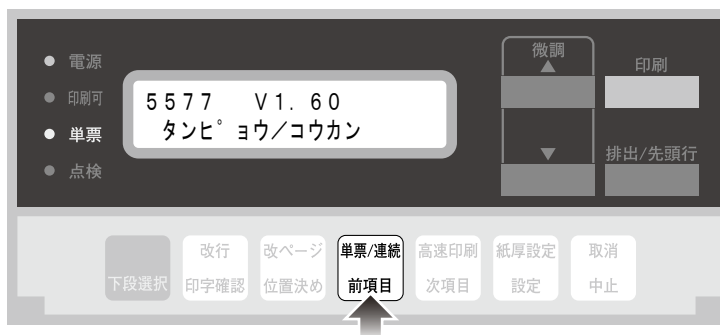 電源
印刷可
単票
点検
5577 V1.60
タンピョウ/コウカン
微調
▲
▼
印刷
排出/先頭行
下段選択
改行
印字確認
改ページ
位置決め
単票/連続
前項目
高速印刷
次項目
紙厚設定
設定
取消
中止